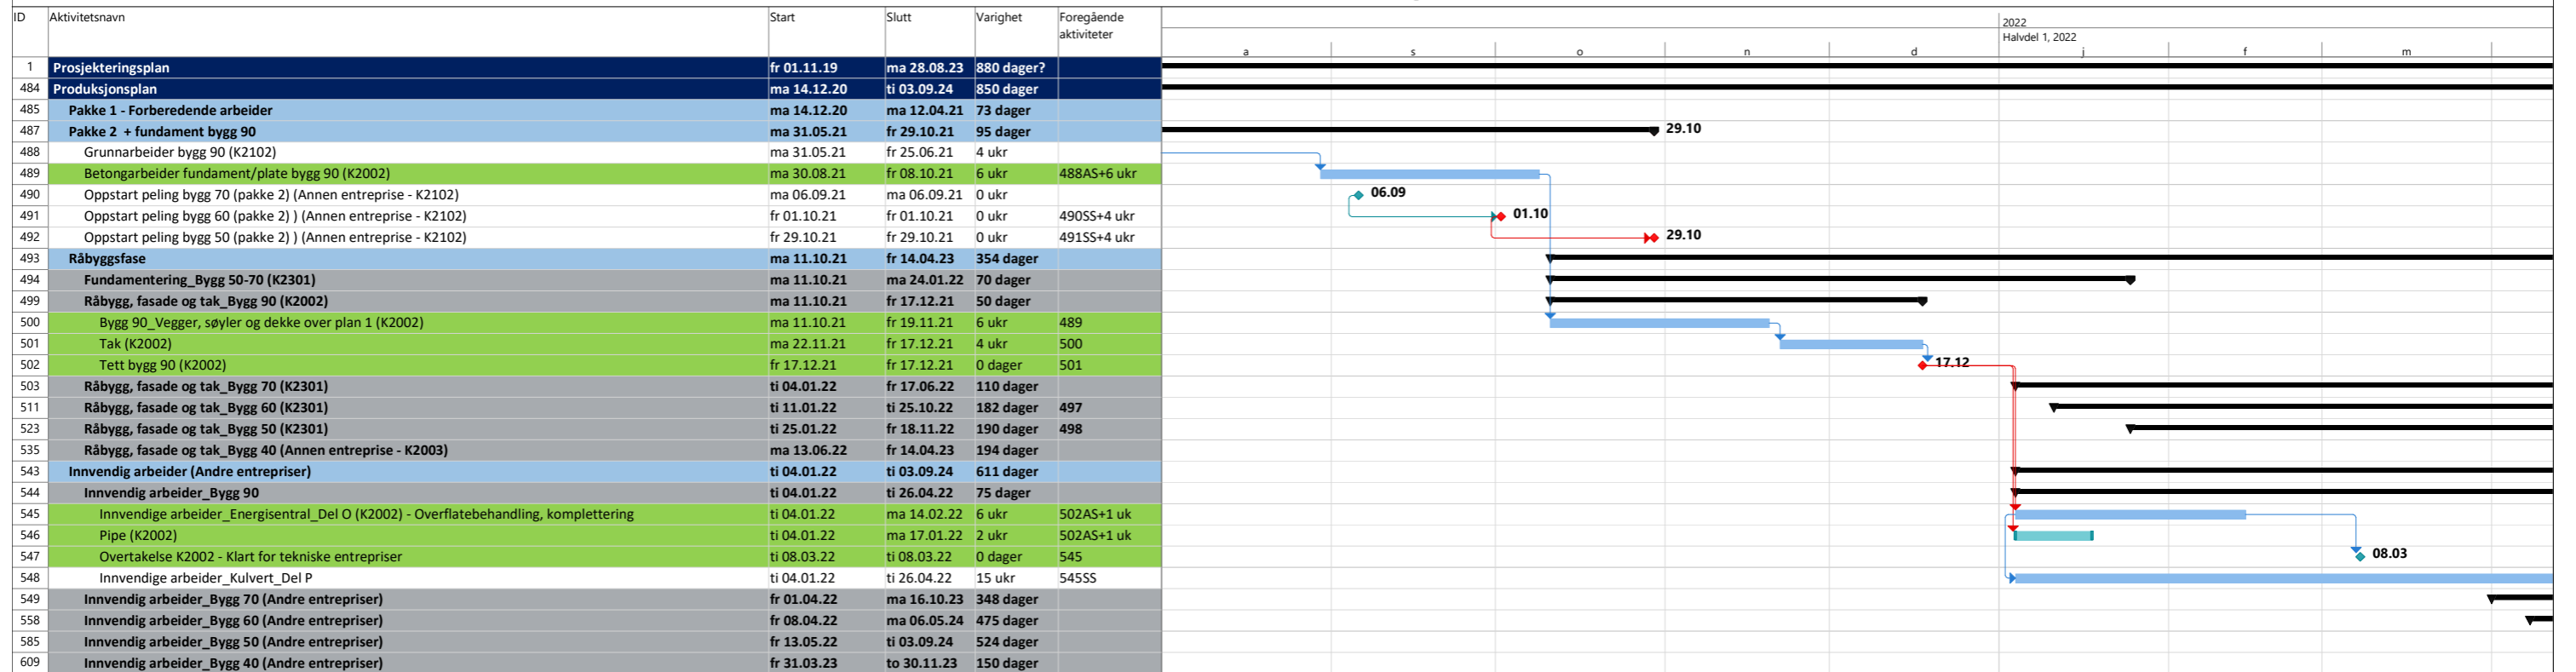 ID Aktivitetsnavn Start Slutt Varighet Foregående aktiviteter
2022
Halvdel 1, 2022
a s o n d j f m
1 Prosjekteringsplan fr 01.11.19 ma 28.08.23 880 dager?
484 Produksjonsplan ma 14.12.20 ti 03.09.24 850 dager
485 Pakke 1 - Forberedende arbeider ma 14.12.20 ma 12.04.21 73 dager
487 Pakke 2 + fundament bygg 90 ma 31.05.21 fr 29.10.21 95 dager 29.10
488 Grunnarbeider bygg 90 (K2102) ma 31.05.21 fr 25.06.21 4 ukr
489 Betongarbeider fundament/plate bygg 90 (K2002) ma 30.08.21 fr 08.10.21 6 ukr 488AS+6 ukr
490 Oppstart peling bygg 70 (pakke 2) (Annen entreprise - K2102) ma 06.09.21 ma 06.09.21 0 ukr 06.09
491 Oppstart peling bygg 60 (pakke 2) ) (Annen entreprise - K2102) fr 01.10.21 fr 01.10.21 0 ukr 490SS+4 ukr 01.10
492 Oppstart peling bygg 50 (pakke 2) ) (Annen entreprise - K2102) fr 29.10.21 fr 29.10.21 0 ukr 491SS+4 ukr 29.10
493 Råbyggsfase ma 11.10.21 fr 14.04.23 354 dager
494 Fundamentering_Bygg 50-70 (K2301) ma 11.10.21 ma 24.01.22 70 dager
499 Råbygg, fasade og tak_Bygg 90 (K2002) ma 11.10.21 fr 17.12.21 50 dager
500 Bygg 90_Vegger, søyler og dekke over plan 1 (K2002) ma 11.10.21 fr 19.11.21 6 ukr 489
501 Tak (K2002) ma 22.11.21 fr 17.12.21 4 ukr 500
502 Tett bygg 90 (K2002) fr 17.12.21 fr 17.12.21 0 dager 501 17.12
503 Råbygg, fasade og tak_Bygg 70 (K2301) ti 04.01.22 fr 17.06.22 110 dager
511 Råbygg, fasade og tak_Bygg 60 (K2301) ti 11.01.22 ti 25.10.22 182 dager 497
523 Råbygg, fasade og tak_Bygg 50 (K2301) ti 25.01.22 fr 18.11.22 190 dager 498
535 Råbygg, fasade og tak_Bygg 40 (Annen entreprise - K2003) ma 13.06.22 fr 14.04.23 194 dager
543 Innvendig arbeider (Andre entrepriser) ti 04.01.22 ti 03.09.24 611 dager
544 Innvendig arbeider_Bygg 90 ti 04.01.22 ti 26.04.22 75 dager
545 Innvendige arbeider_Energisentral_Del O (K2002) - Overflatebehandling, komplettering ti 04.01.22 ma 14.02.22 6 ukr 502AS+1 uk
546 Pipe (K2002) ti 04.01.22 ma 17.01.22 2 ukr 502AS+1 uk
547 Overtakelse K2002 - Klart for tekniske entrepriser ti 08.03.22 ti 08.03.22 0 dager 545 08.03
548 Innvendige arbeider_Kulvert_Del P ti 04.01.22 ti 26.04.22 15 ukr 545SS
549 Innvendig arbeider_Bygg 70 (Andre entrepriser) fr 01.04.22 ma 16.10.23 348 dager
558 Innvendig arbeider_Bygg 60 (Andre entrepriser) fr 08.04.22 ma 06.05.24 475 dager
585 Innvendig arbeider_Bygg 50 (Andre entrepriser) fr 13.05.22 ti 03.09.24 524 dager
609 Innvendig arbeider_Bygg 40 (Andre entrepriser) fr 31.03.23 to 30.11.23 150 dager